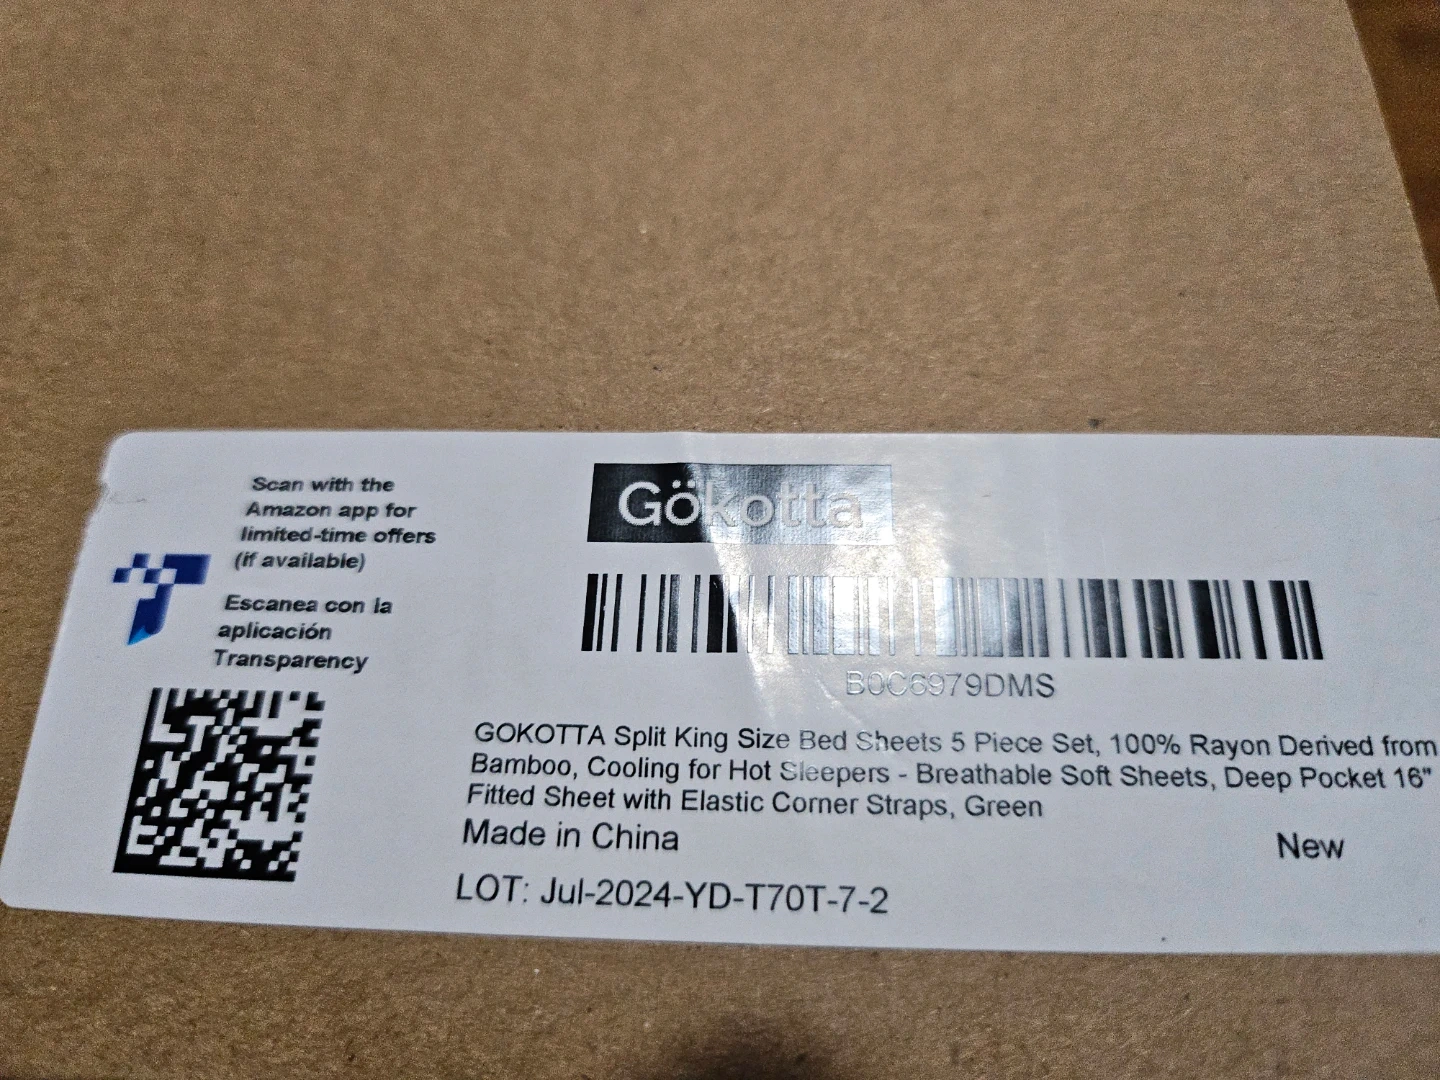 Scan with the
Amazon app for
limited-time offers
(if available)
Escanea con la
aplicación
Transparency
Gökotta
B0C6979DMS
GOKOTTA Split King Size Bed Sheets 5 Piece Set, 100% Rayon Derived from
Bamboo, Cooling for Hot Sleepers - Breathable Soft Sheets, Deep Pocket 16"
Fitted Sheet with Elastic Corner Straps, Green
Made in China
New
LOT: Jul-2024-YD-T70T-7-2